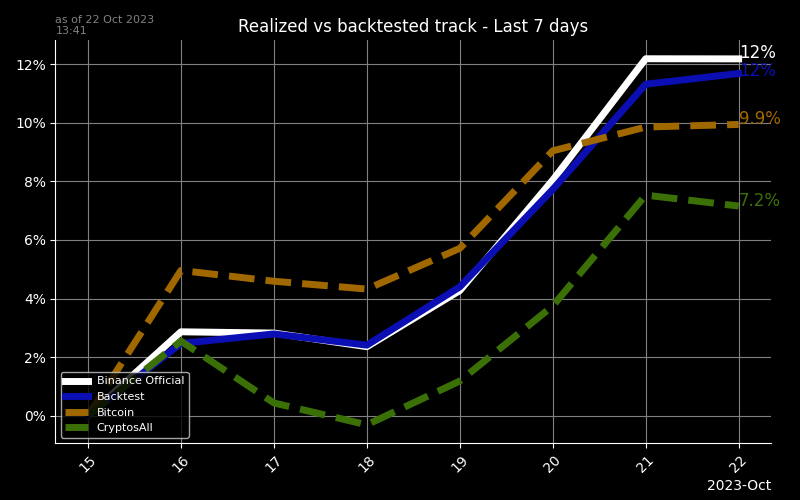 as of 22 Oct 2023
13:41
Realized vs backtested track - Last 7 days
12%
10%
8%
6%
4%
2%
0%
12%
12%
9.9%
7.2%
Binance Official
Backtest
Bitcoin
CryptosAll
15
16
17
18
19
20
21
22
2023-Oct